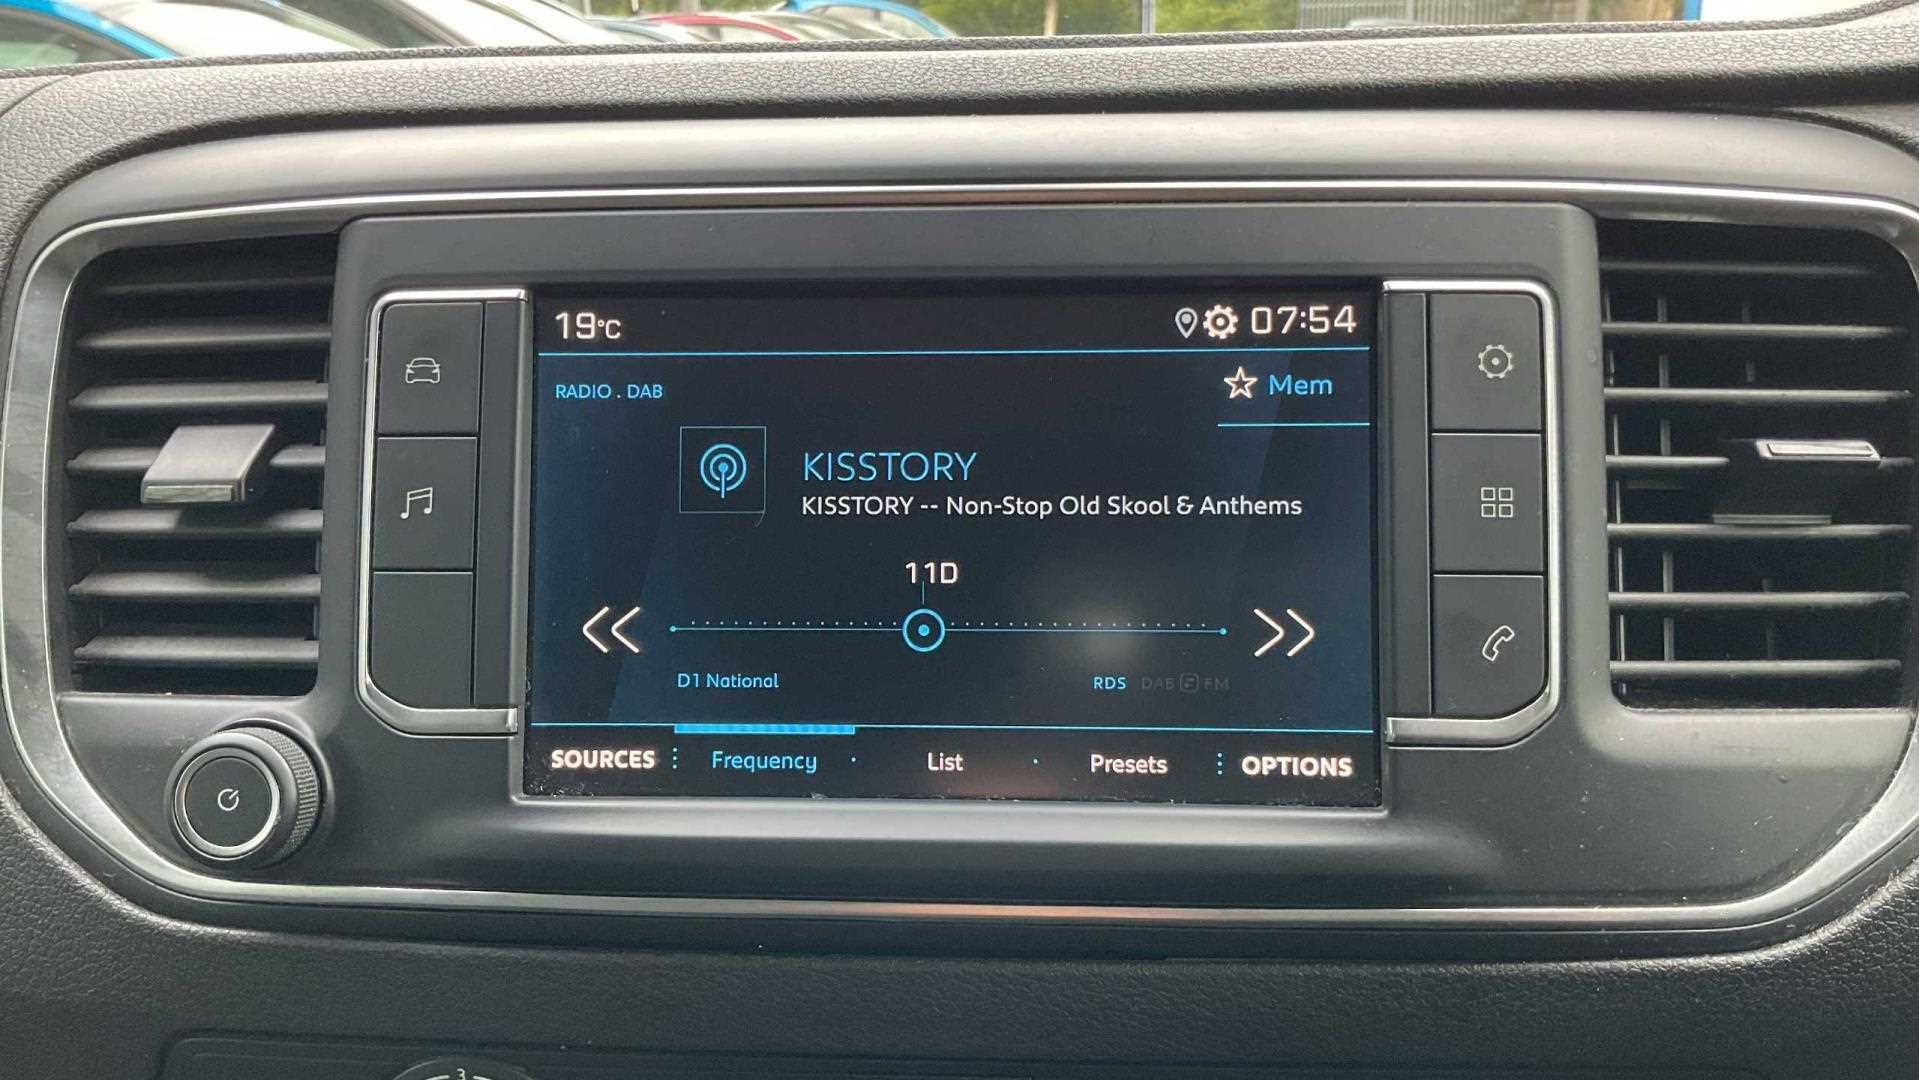 19°C 07:54
RADIO . DAB
Mem
KISSTORY
KISSTORY -- Non-Stop Old Skool & Anthems
11D
D1 National
RDS DAB FM
SOURCES Frequency List Presets OPTIONS
3